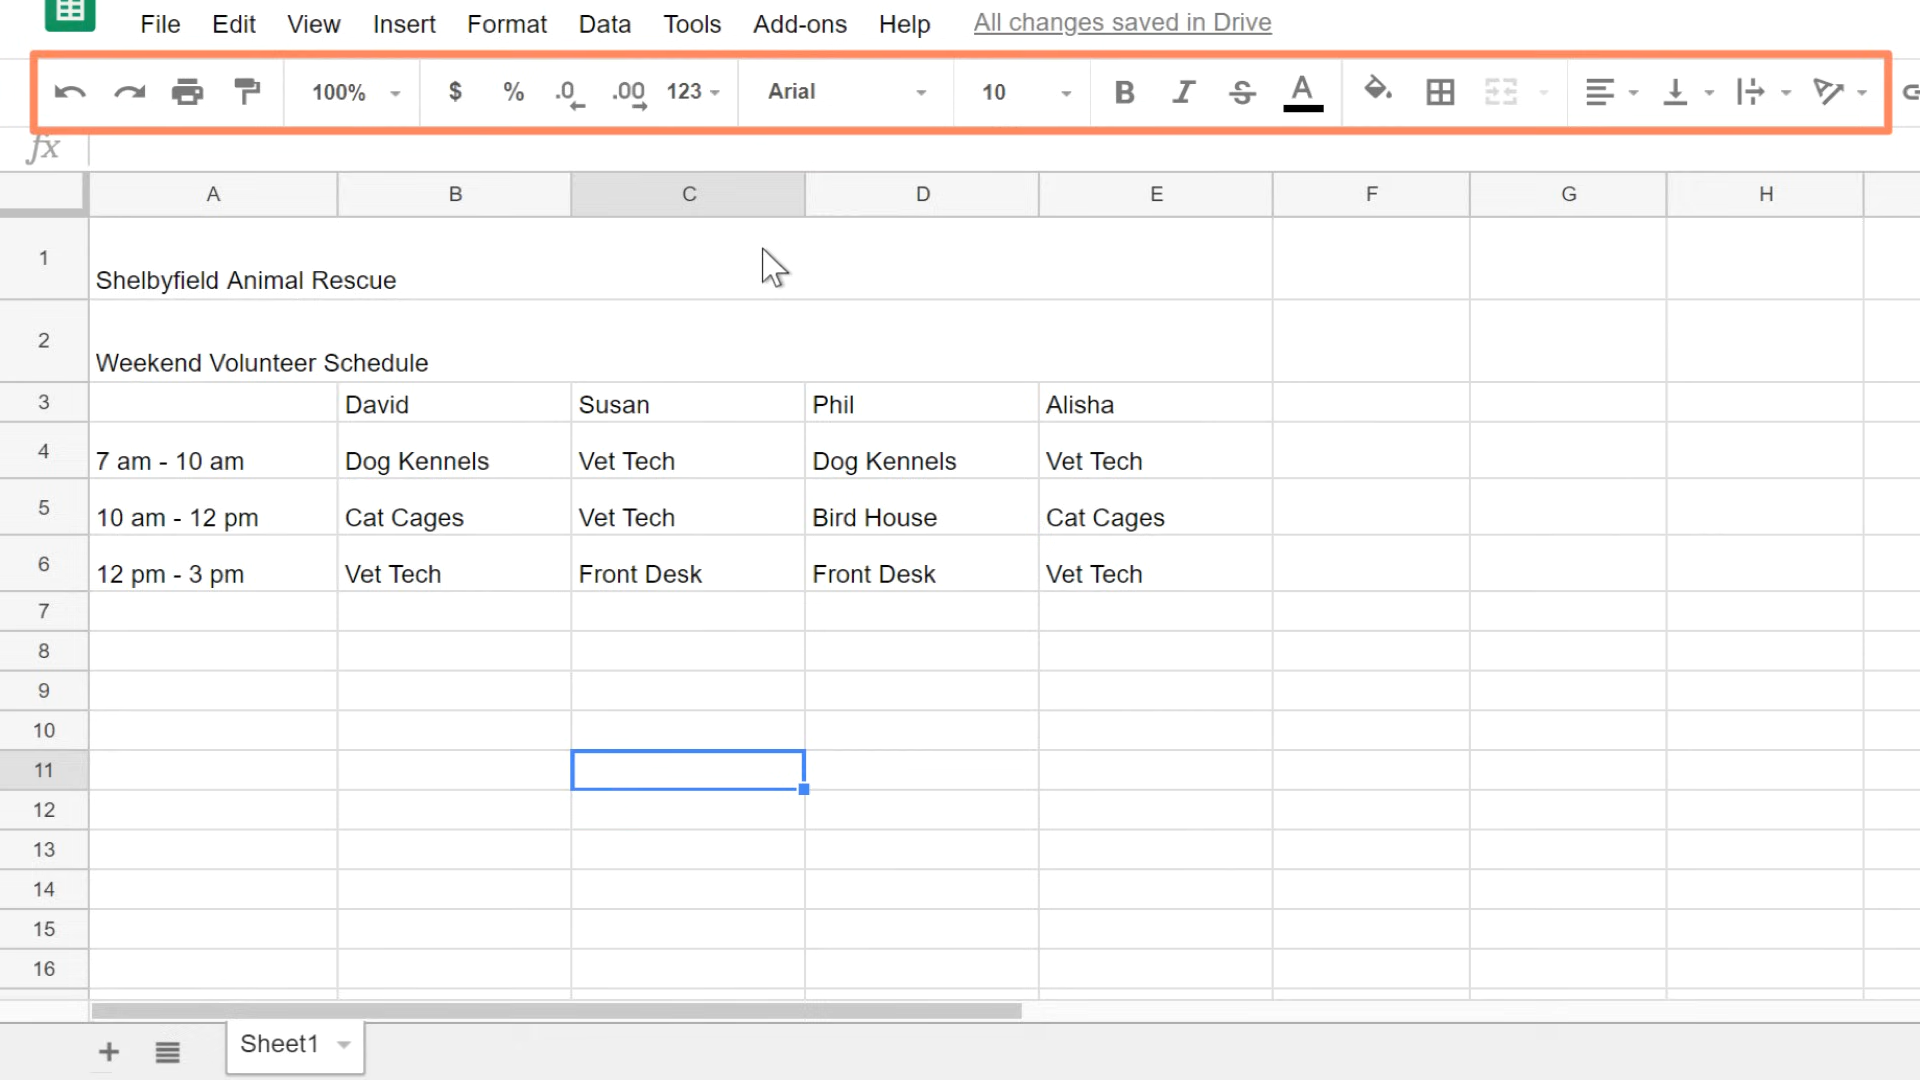 File Edit View Insert Format Data Tools Add-ons Help All changes saved in Drive
100% $ % .0 .00 123 Arial 10 B I S A
fx
A B C D E F G H
1 Shelbyfield Animal Rescue
2 Weekend Volunteer Schedule
3 David Susan Phil Alisha
4 7 am - 10 am Dog Kennels Vet Tech Dog Kennels Vet Tech
5 10 am - 12 pm Cat Cages Vet Tech Bird House Cat Cages
6 12 pm - 3 pm Vet Tech Front Desk Front Desk Vet Tech
7
8
9
10
11
12
13
14
15
16
+ Sheet1